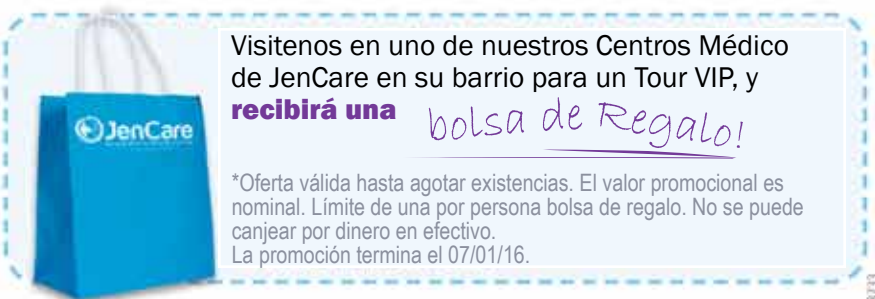 JenCare
Visitenos en uno de nuestros Centros Médico
de JenCare en su barrio para un Tour VIP, y
recibirá una bolsa de Regalo!
*Oferta válida hasta agotar existencias. El valor promocional es
nominal. Límite de una por persona bolsa de regalo. No se puede
canjear por dinero en efectivo.
La promoción termina el 07/01/16.